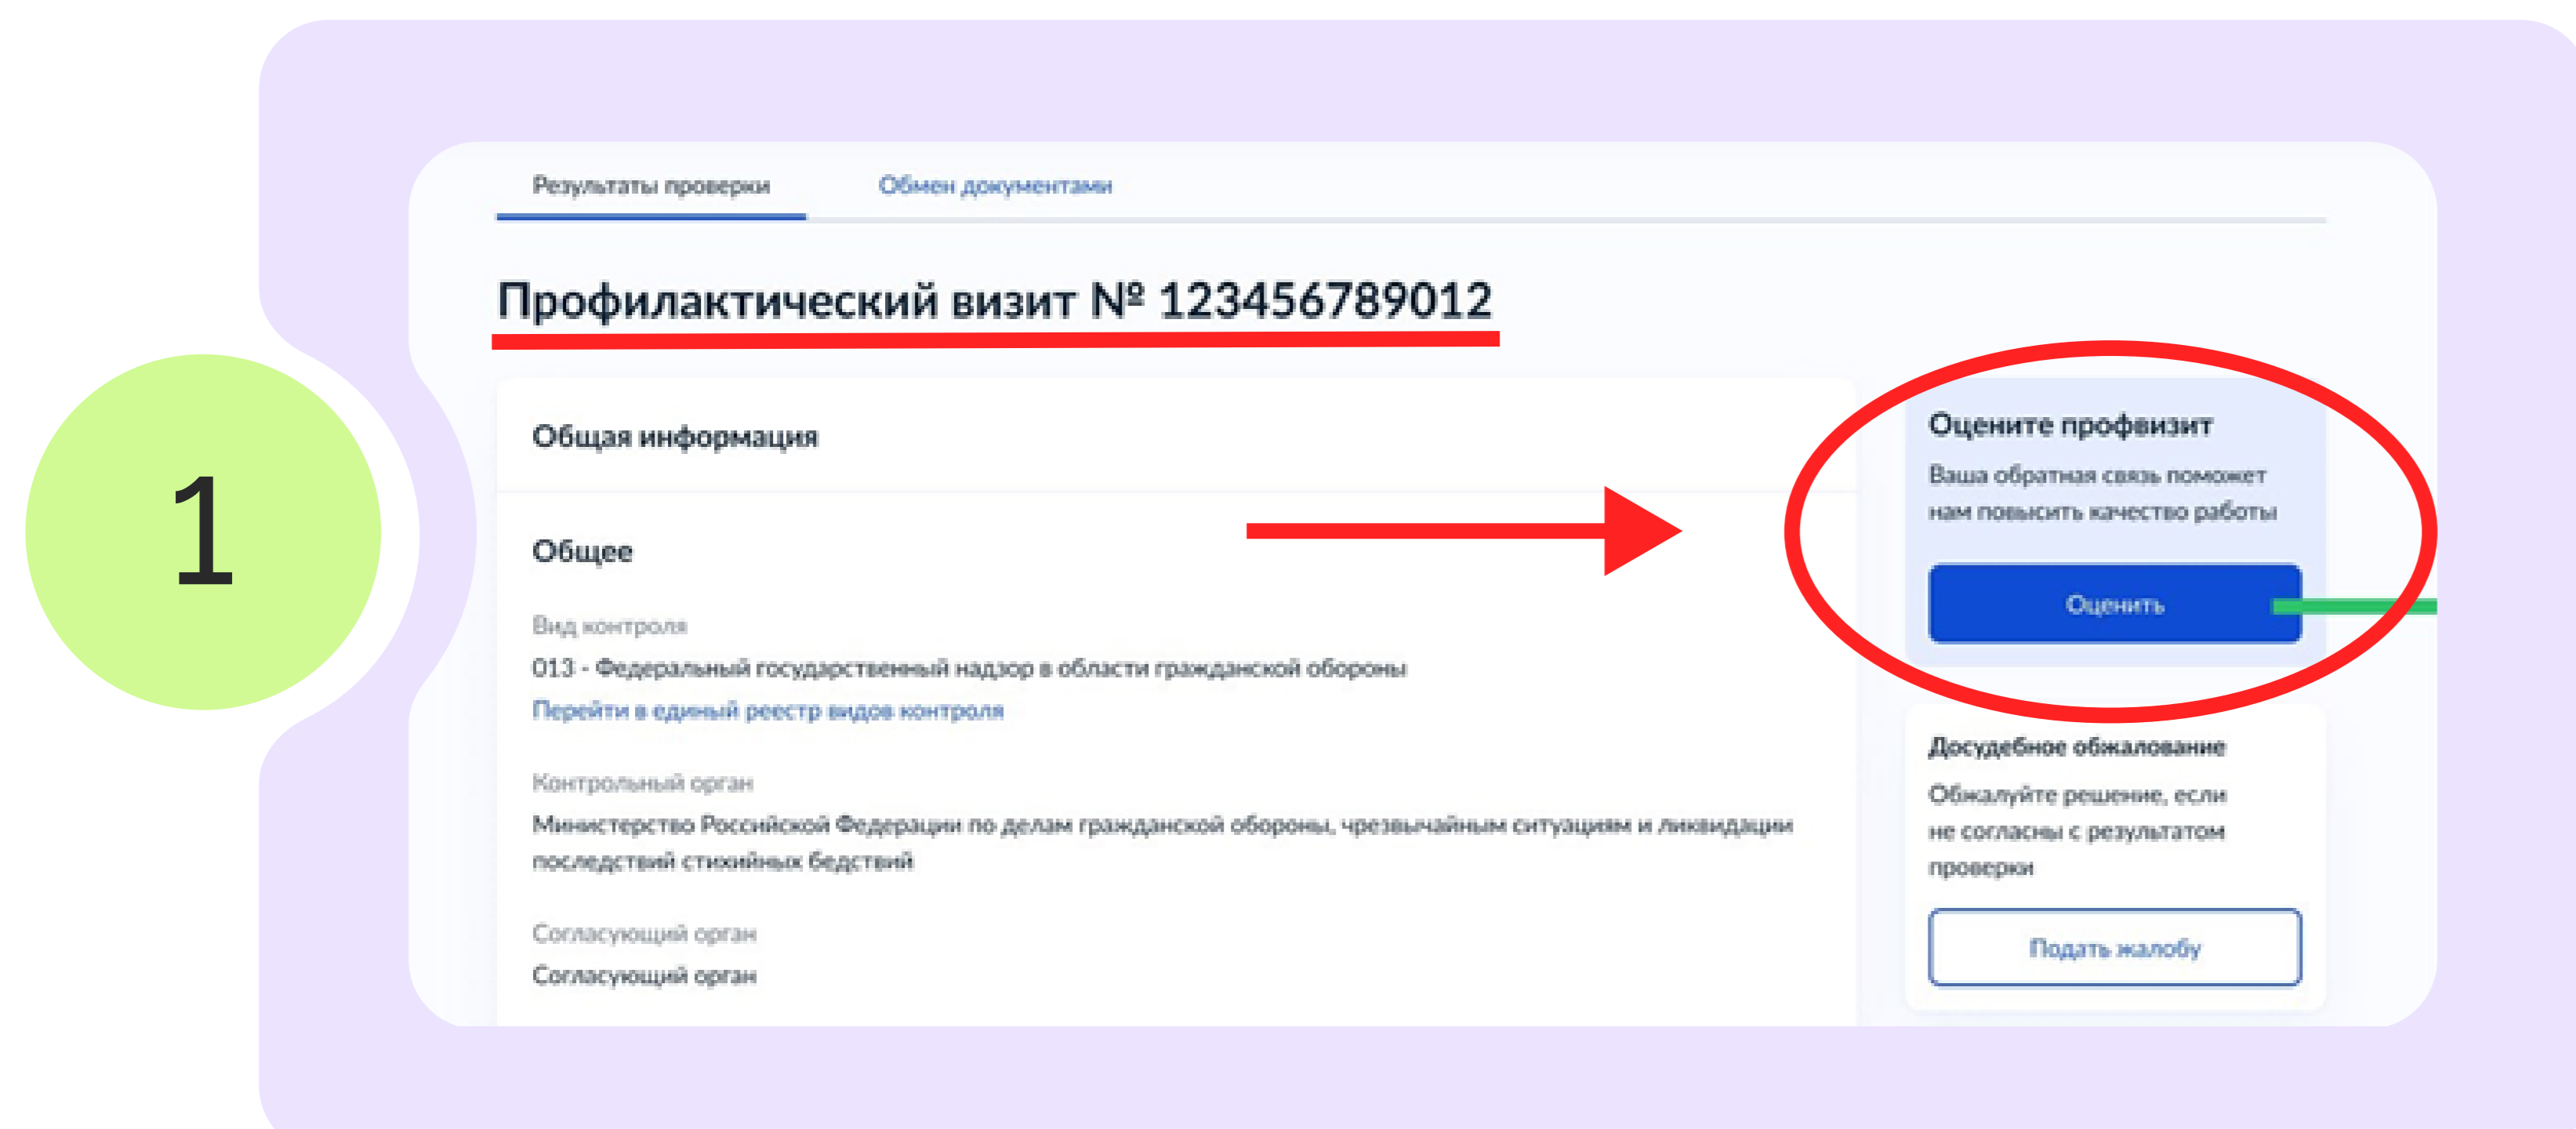 1
Результаты проверки
Обмен документами
Профилактический визит № 123456789012
Общая информация
Общее
Вид контроля
013 - Федеральный государственный надзор в области гражданской обороны
Перейти в единый реестр видов контроля
Контрольный орган
Министерство Российской Федерации по делам гражданской обороны, чрезвычайным ситуациям и ликвидации
последствий стихийных бедствий
Согласующий орган
Согласующий орган
Оцените профвизит
Ваша обратная связь поможет
нам повысить качество работы
Оценить
Досудебное обжалование
Обжалуйте решение, если
не согласны с результатом
проверки
Подать жалобу